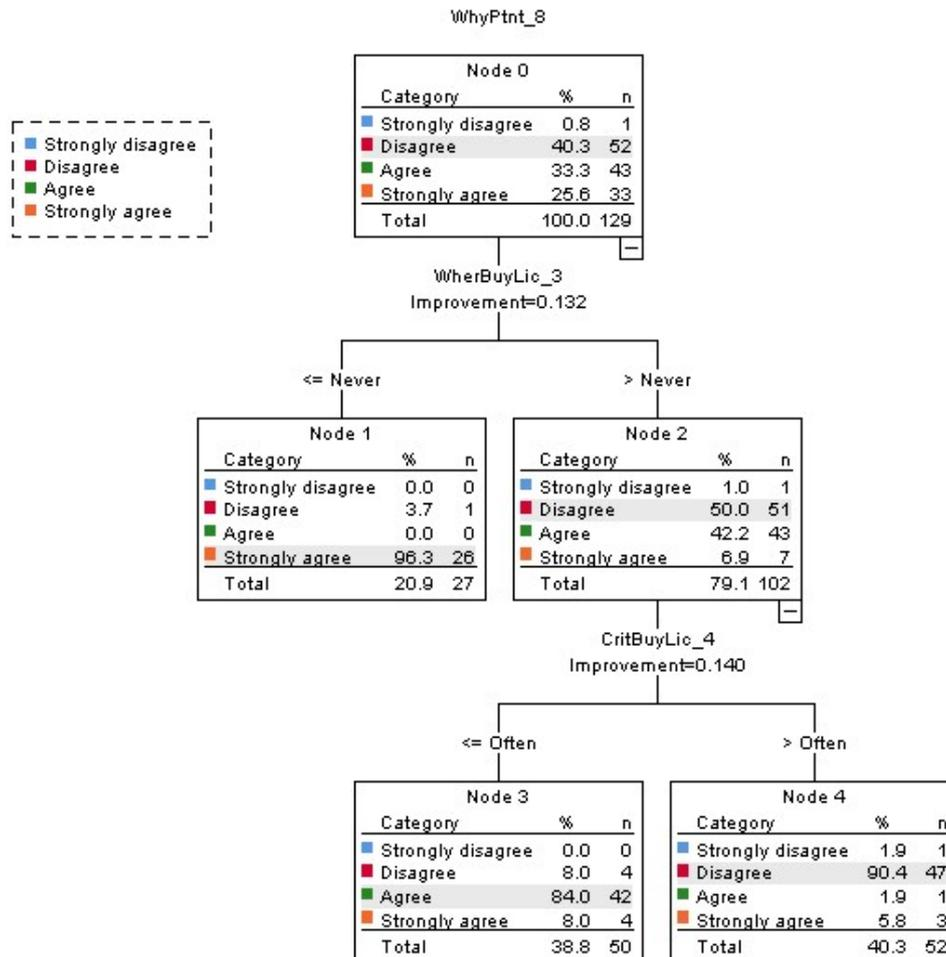 WhyPtnt_8
Strongly disagree
Disagree
Agree
Strongly agree
Node 0
Category % n
Strongly disagree 0.8 1
Disagree 40.3 52
Agree 33.3 43
Strongly agree 25.6 33
Total 100.0 129
WherBuyLic_3
Improvement=0.132
<= Never
> Never
Node 1
Category % n
Strongly disagree 0.0 0
Disagree 3.7 1
Agree 0.0 0
Strongly agree 96.3 26
Total 20.9 27
Node 2
Category % n
Strongly disagree 1.0 1
Disagree 50.0 51
Agree 42.2 43
Strongly agree 6.9 7
Total 79.1 102
CritBuyLic_4
Improvement=0.140
<= Often
> Often
Node 3
Category % n
Strongly disagree 0.0 0
Disagree 8.0 4
Agree 84.0 42
Strongly agree 8.0 4
Total 38.8 50
Node 4
Category % n
Strongly disagree 1.9 1
Disagree 90.4 47
Agree 1.9 1
Strongly agree 5.8 3
Total 40.3 52